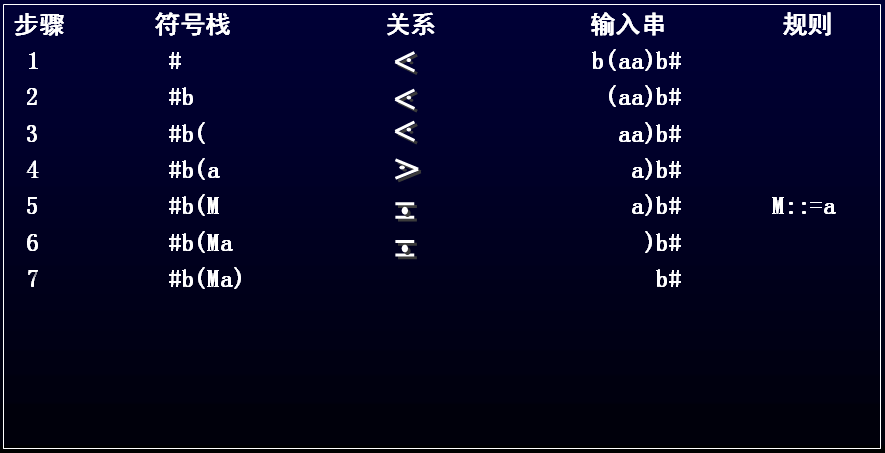 步骤 符号栈 关系 输入串 规则
1 # ⋖ b(aa)b#
2 #b ⋖ (aa)b#
3 #b( ⋖ aa)b#
4 #b(a ⋗ a)b#
5 #b(M ≖ a)b# M::=a
6 #b(Ma ≖ )b#
7 #b(Ma) b#